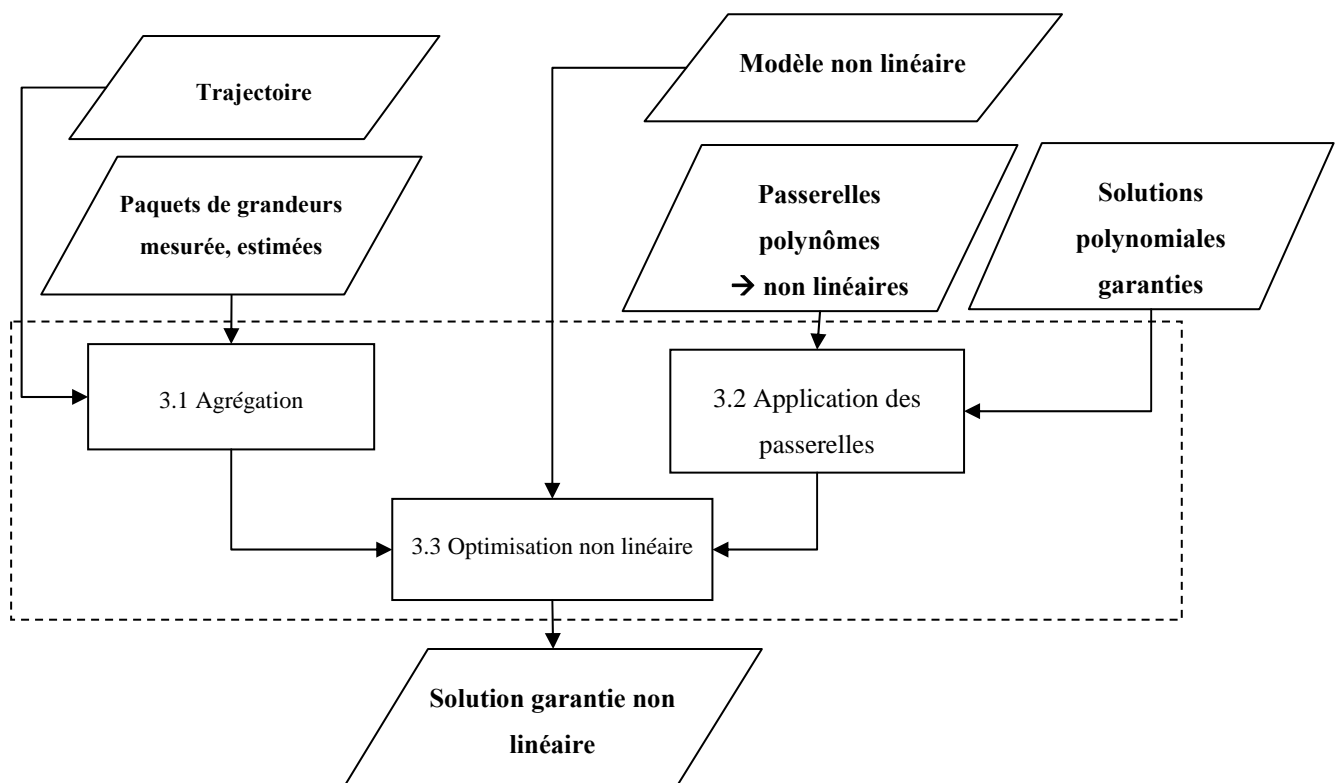 Trajectoire
Modèle non linéaire
Paquets de grandeurs
mesurée, estimées
Passerelles
polynômes
→ non linéaires
Solutions
polynomiales
garanties
3.1 Agrégation
3.2 Application des
passerelles
3.3 Optimisation non linéaire
Solution garantie non
linéaire